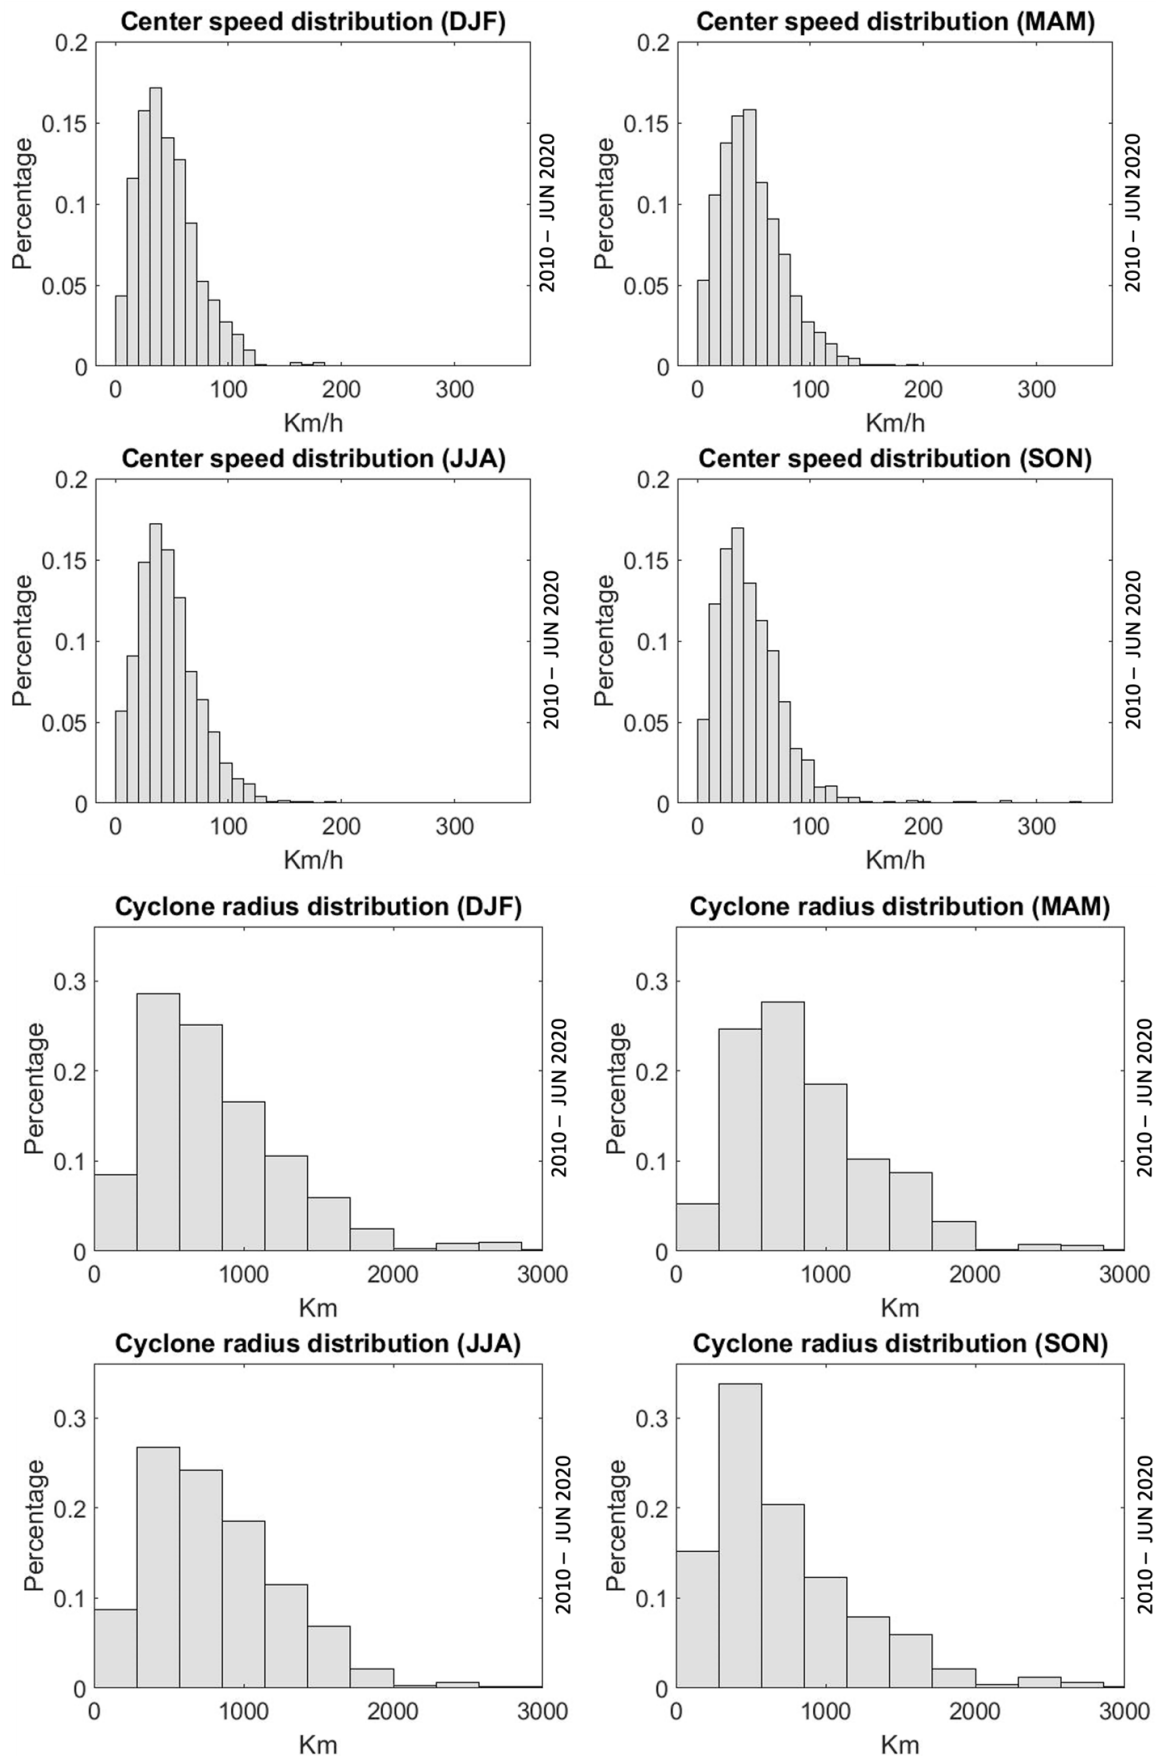 Center speed distribution (DJF)
0.2
0.15
0.1
0.05
0
Percentage
0 100 200 300
Km/h
2010 – JUN 2020
Center speed distribution (MAM)
0.2
0.15
0.1
0.05
0
Percentage
0 100 200 300
Km/h
2010 – JUN 2020
Center speed distribution (JJA)
0.2
0.15
0.1
0.05
0
Percentage
0 100 200 300
Km/h
2010 – JUN 2020
Center speed distribution (SON)
0.2
0.15
0.1
0.05
0
Percentage
0 100 200 300
Km/h
2010 – JUN 2020
Cyclone radius distribution (DJF)
0.3
0.2
0.1
0
Percentage
0 1000 2000 3000
Km
2010 – JUN 2020
Cyclone radius distribution (MAM)
0.3
0.2
0.1
0
Percentage
0 1000 2000 3000
Km
2010 – JUN 2020
Cyclone radius distribution (JJA)
0.3
0.2
0.1
0
Percentage
0 1000 2000 3000
Km
2010 – JUN 2020
Cyclone radius distribution (SON)
0.3
0.2
0.1
0
Percentage
0 1000 2000 3000
Km
2010 – JUN 2020